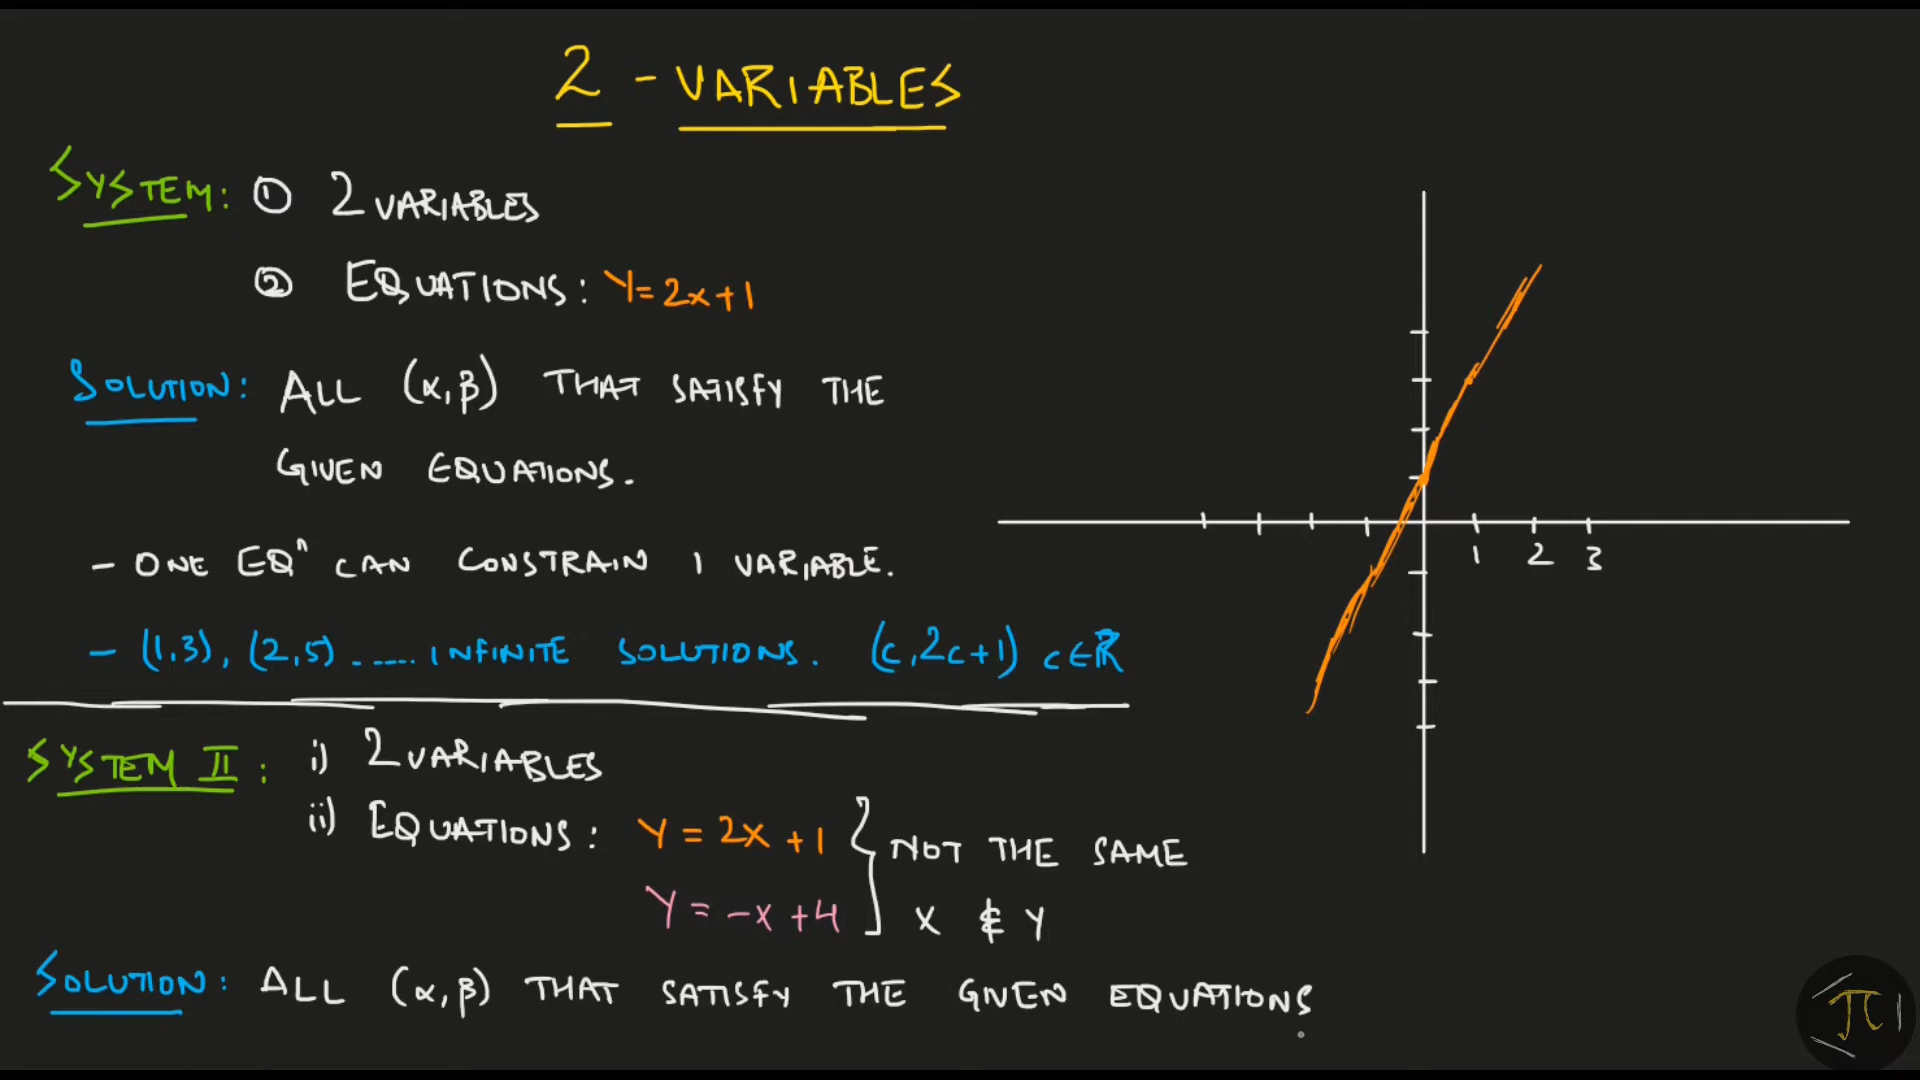 2 - VARIABLES
SYSTEM: ① 2 VARIABLES
② EQUATIONS: Y=2x+1
SOLUTION: ALL (α,β) THAT SATISFY THE
GIVEN EQUATIONS.
- ONE EQⁿ CAN CONSTRAIN 1 VARIABLE.
- (1,3), (2,5) ...... INFINITE SOLUTIONS. (c,2c+1) c∈ℝ
1 2 3
SYSTEM II : i) 2 VARIABLES
ii) EQUATIONS: Y = 2x +1
NOT THE SAME
Y = -x +4
X & Y
SOLUTION: ALL (α,β) THAT SATISFY THE GIVEN EQUATIONS
π